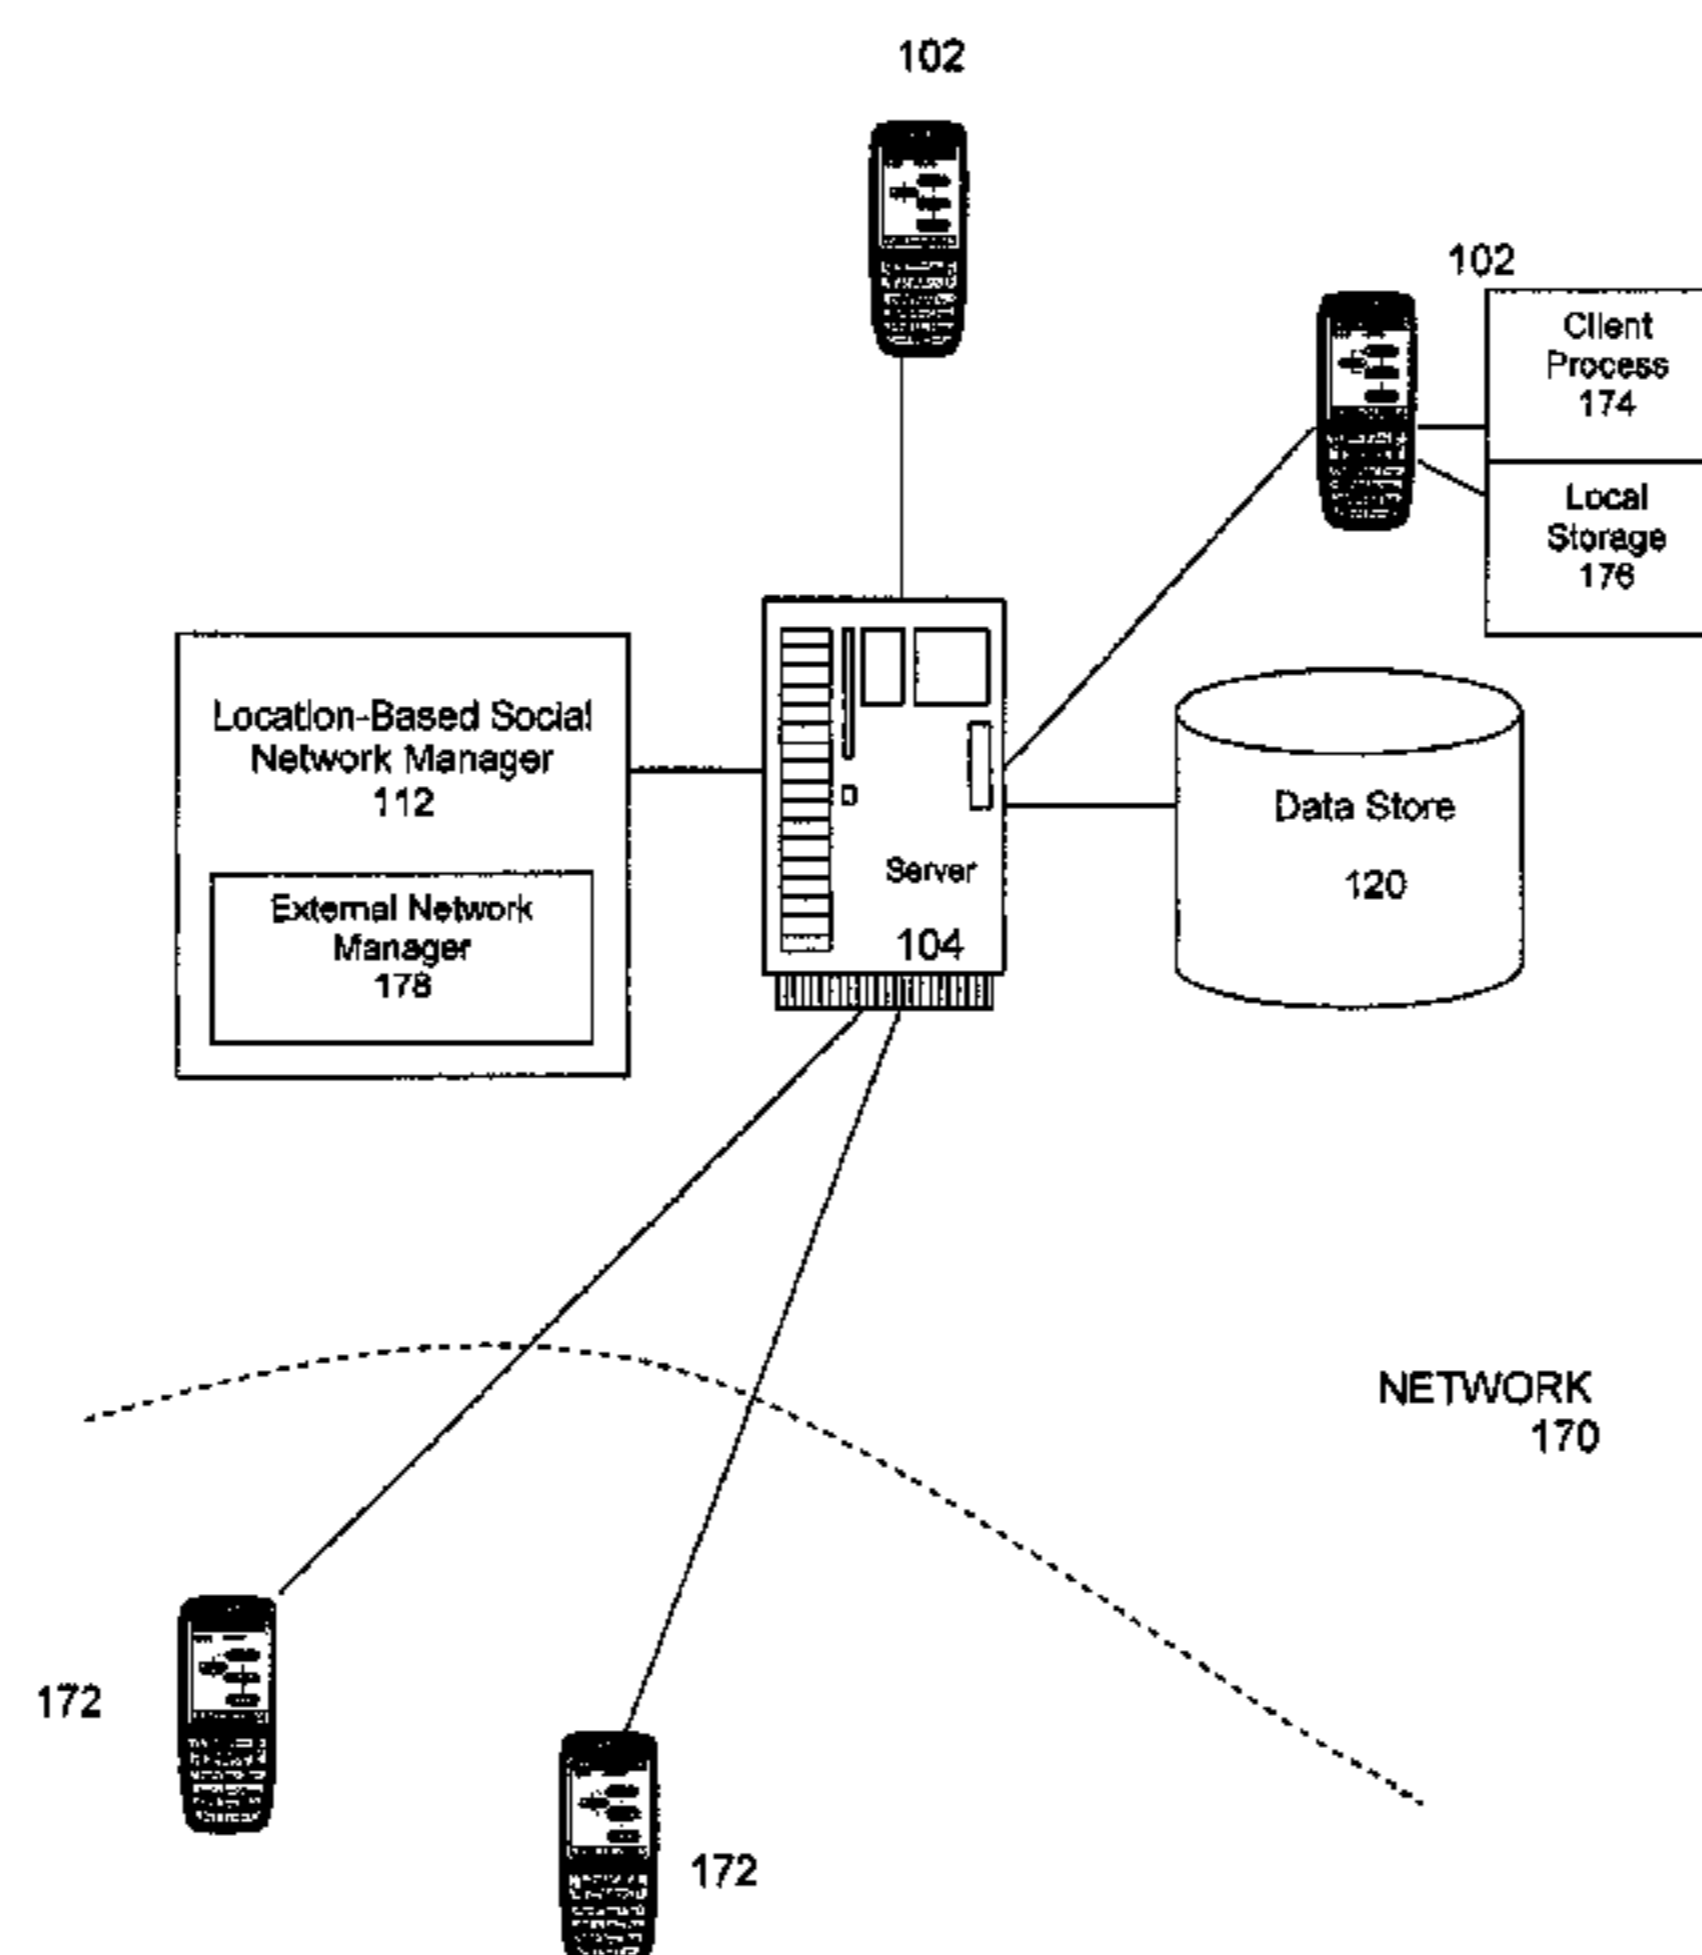 102
102
Client
Process
174
Local
Storage
176
Location-Based Social
Network Manager
112
External Network
Manager
178
Server
104
Data Store
120
NETWORK
170
172
172